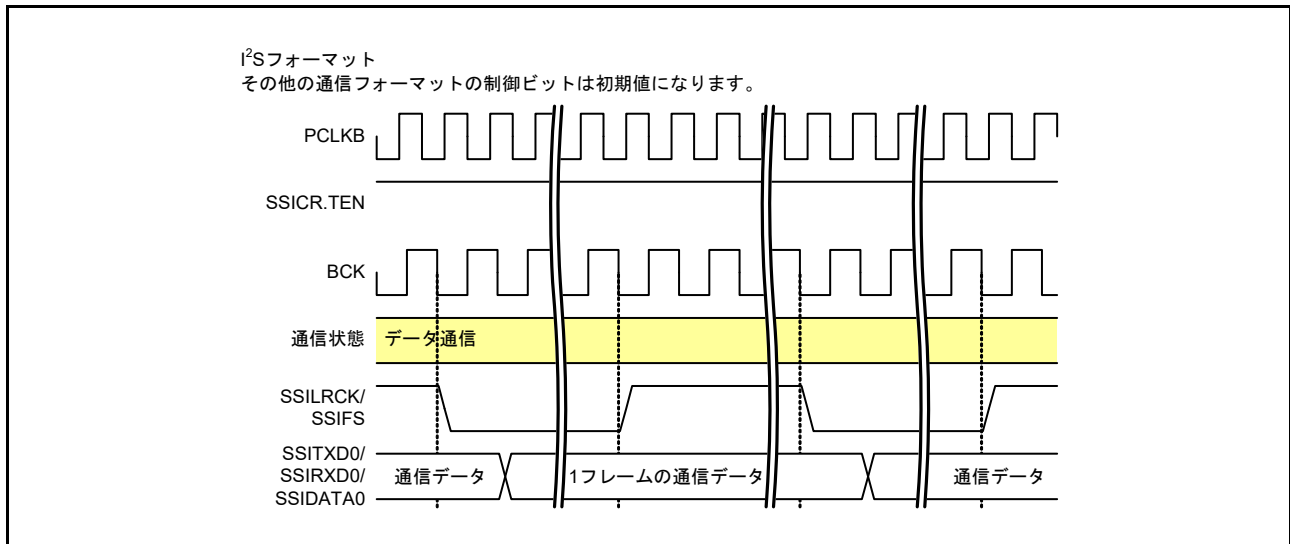 I²Sフォーマット
その他の通信フォーマットの制御ビットは初期値になります。
PCLKB
SSICR.TEN
BCK
通信状態 データ通信
SSILRCK/
SSIFS
SSITXD0/
SSIRXD0/
SSIDATA0
通信データ 1フレームの通信データ 通信データ